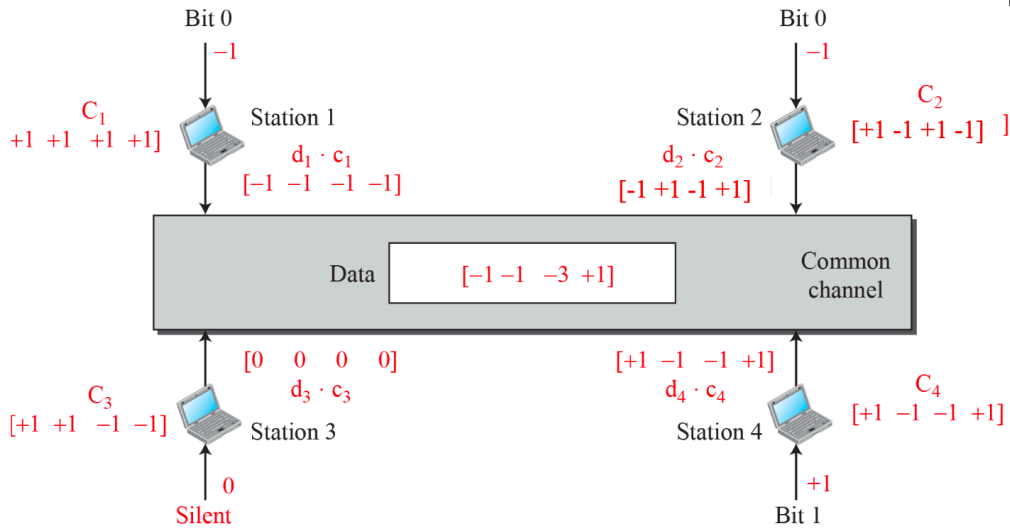 Bit 0
Bit 0
–1
–1
C1
+1 +1 +1 +1]
Station 1
Station 2
C2
[+1 -1 +1 -1] ]
d1 · c1
[–1 –1 –1 –1]
d2 · c2
[-1 +1 -1 +1]
Data
[–1 –1 –3 +1]
Common
channel
[0 0 0 0]
d3 · c3
[+1 –1 –1 +1]
d4 · c4
C3
[+1 +1 –1 –1]
Station 3
Station 4
C4
[+1 –1 –1 +1]
0
Silent
+1
Bit 1